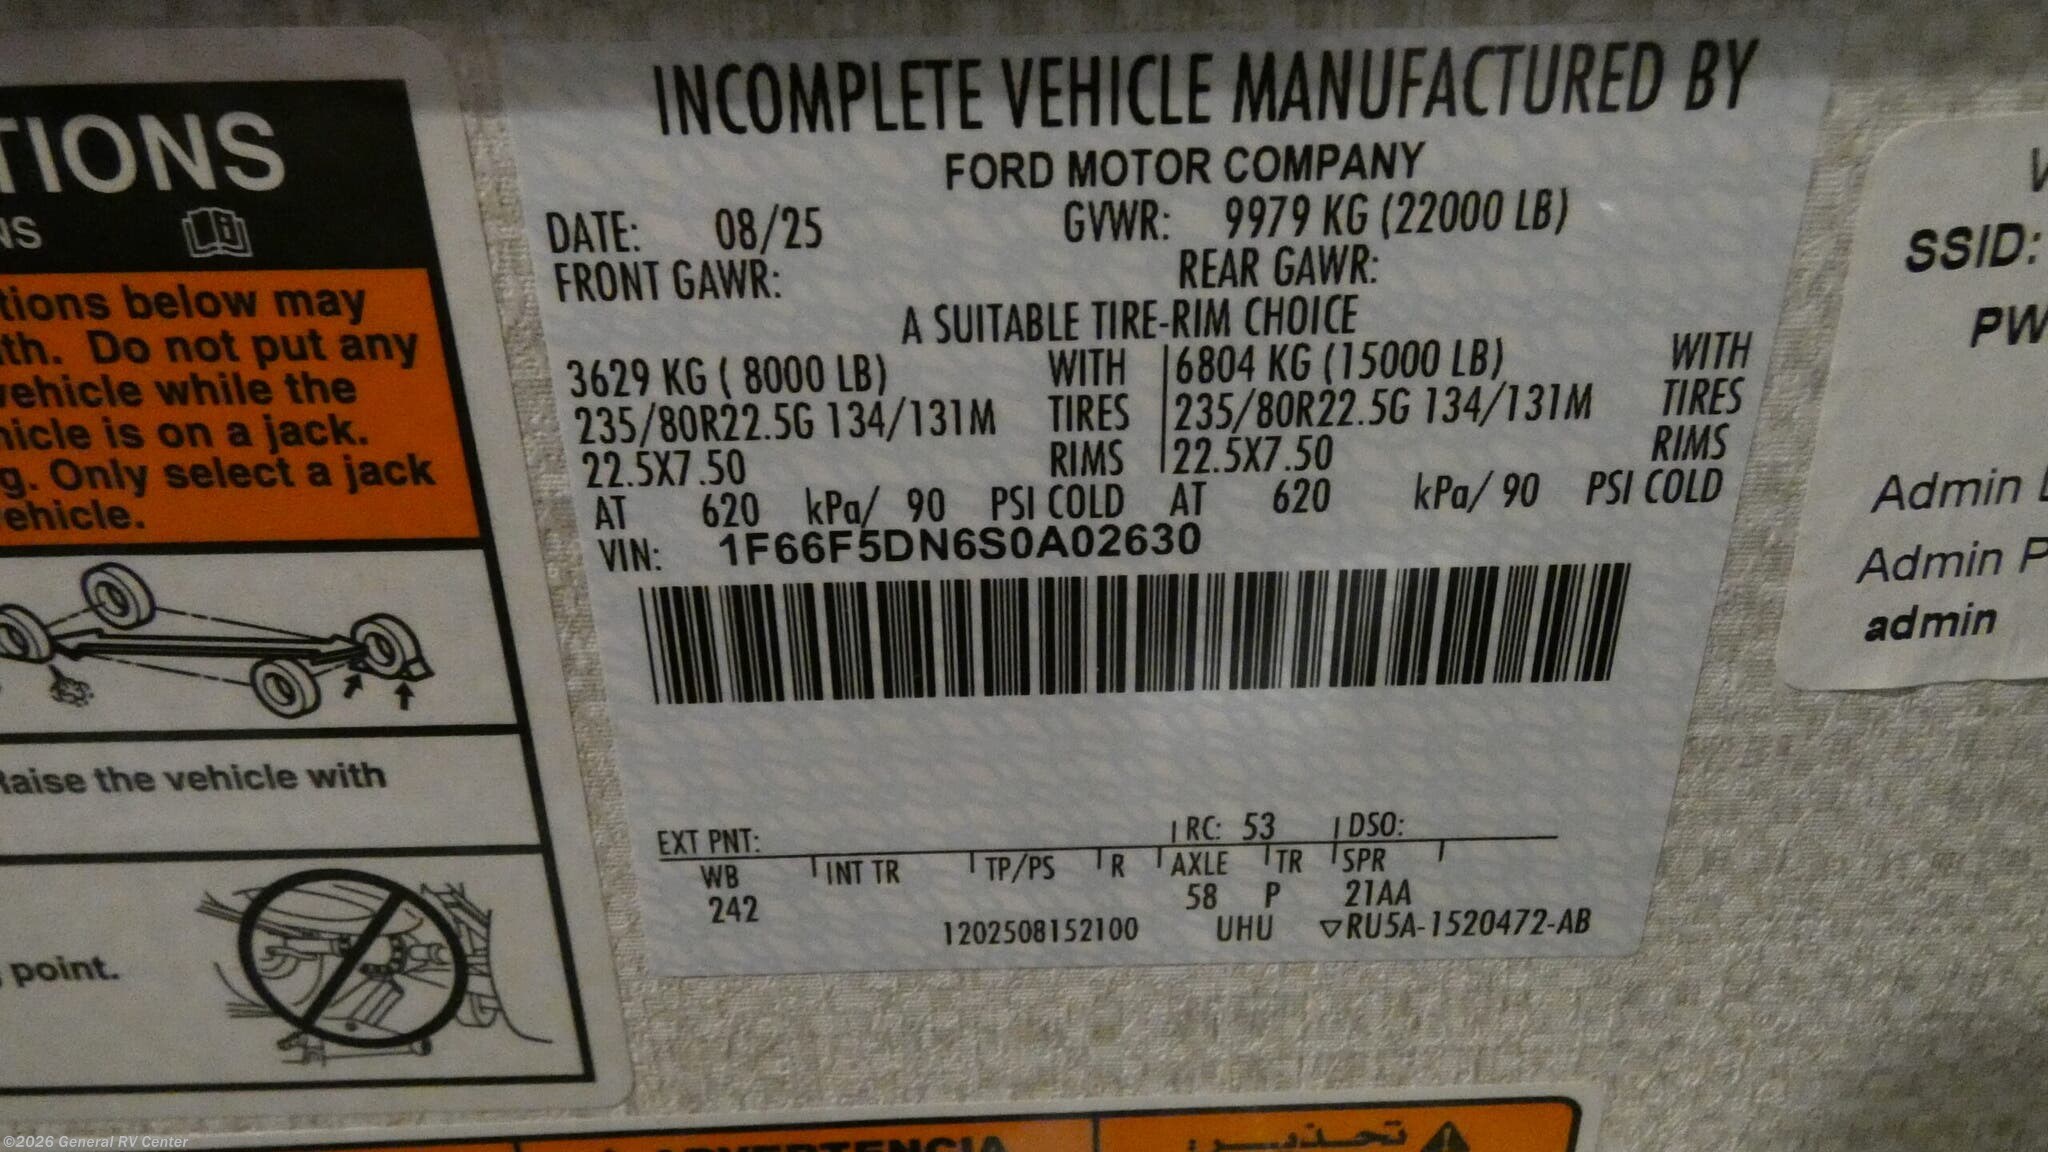 TIONS
NS
tions below may
th. Do not put any
vehicle while the
hicle is on a jack.
g. Only select a jack
ehicle.
Raise the vehicle with
point.
INCOMPLETE VEHICLE MANUFACTURED BY
FORD MOTOR COMPANY
DATE: 08/25 GVWR: 9979 KG (22000 LB)
FRONT GAWR: REAR GAWR:
A SUITABLE TIRE-RIM CHOICE
3629 KG ( 8000 LB) WITH 6804 KG (15000 LB) WITH
235/80R22.5G 134/131M TIRES 235/80R22.5G 134/131M TIRES
22.5X7.50 RIMS 22.5X7.50 RIMS
AT 620 kPa/ 90 PSI COLD AT 620 kPa/ 90 PSI COLD
VIN: 1F66F5DN6S0A02630
EXT PNT: RC: 53 DSO:
WB INT TR TP/PS R AXLE TR SPR
242 58 P 21AA
1202508152100 UHU ▽RU5A-1520472-AB
SSID:
PW
Admin
Admin P
admin
ADVERTENCIA
تحذير:
©2026 General RV Center